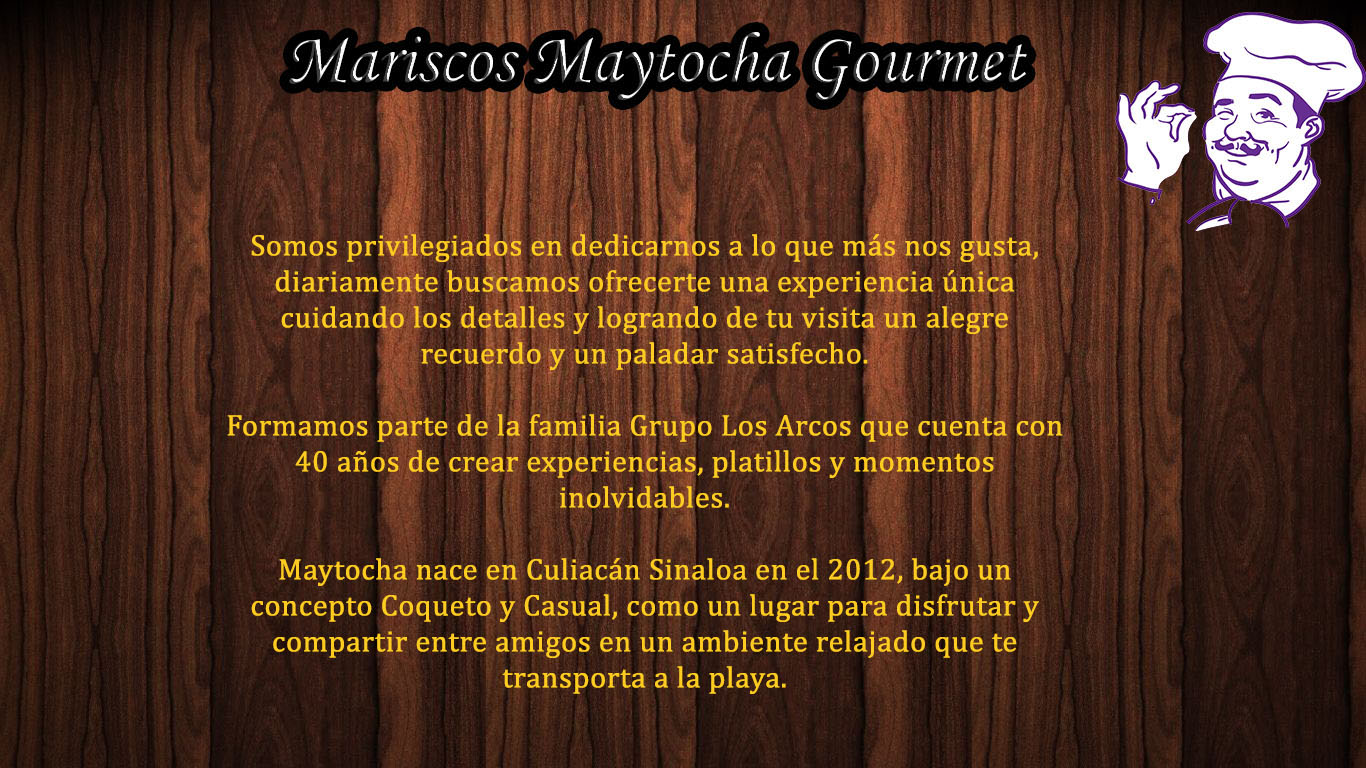 Mariscos Maytocha Gourmet
Somos privilegiados en dedicarnos a lo que más nos gusta,
diariamente buscamos ofrecerte una experiencia única
cuidando los detalles y logrando de tu visita un alegre
recuerdo y un paladar satisfecho.
Formamos parte de la familia Grupo Los Arcos que cuenta con
40 años de crear experiencias, platillos y momentos
inolvidables.
Maytocha nace en Culiacán Sinaloa en el 2012, bajo un
concepto Coqueto y Casual, como un lugar para disfrutar y
compartir entre amigos en un ambiente relajado que te
transporta a la playa.